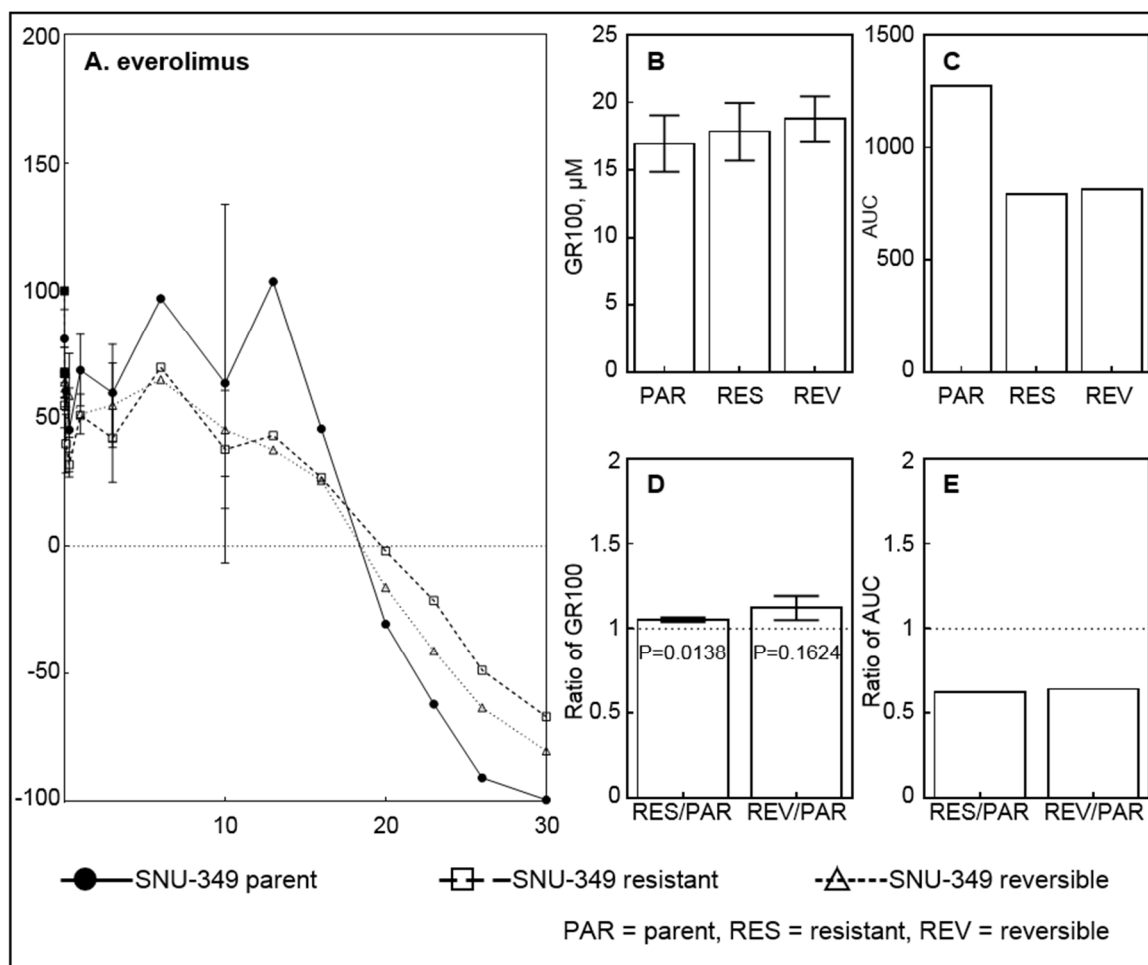 A. everolimus
200
150
100
50
0
-50
-100
10
20
30
B
GR100, µM
25
20
15
10
5
0
PAR
RES
REV
C
AUC
1500
1000
500
0
PAR
RES
REV
D
Ratio of GR100
2
1.5
1
0.5
0
P=0.0138
P=0.1624
RES/PAR
REV/PAR
E
Ratio of AUC
2
1.5
1
0.5
0
RES/PAR
REV/PAR
SNU-349 parent
SNU-349 resistant
SNU-349 reversible
PAR = parent, RES = resistant, REV = reversible